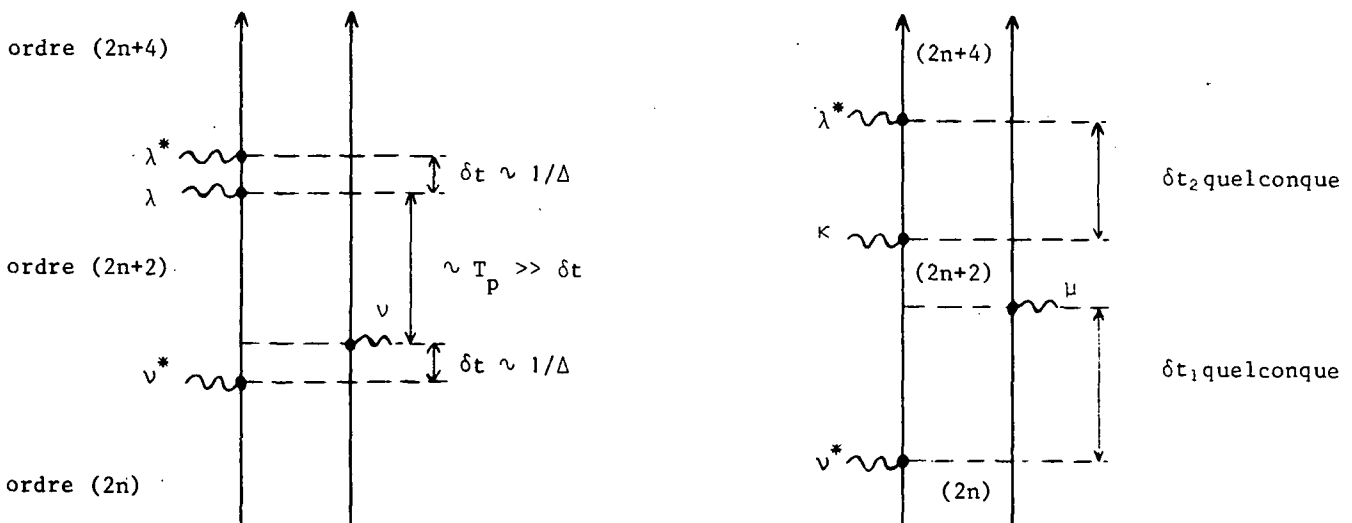 ordre (2n+4)
λ*
δt ~ 1/Δ
λ
ordre (2n+2)
~ Tp >> δt
ν
δt ~ 1/Δ
ν*
ordre (2n)
(2n+4)
λ*
δt₂ quelconque
κ
(2n+2)
μ
δt₁ quelconque
ν*
(2n)